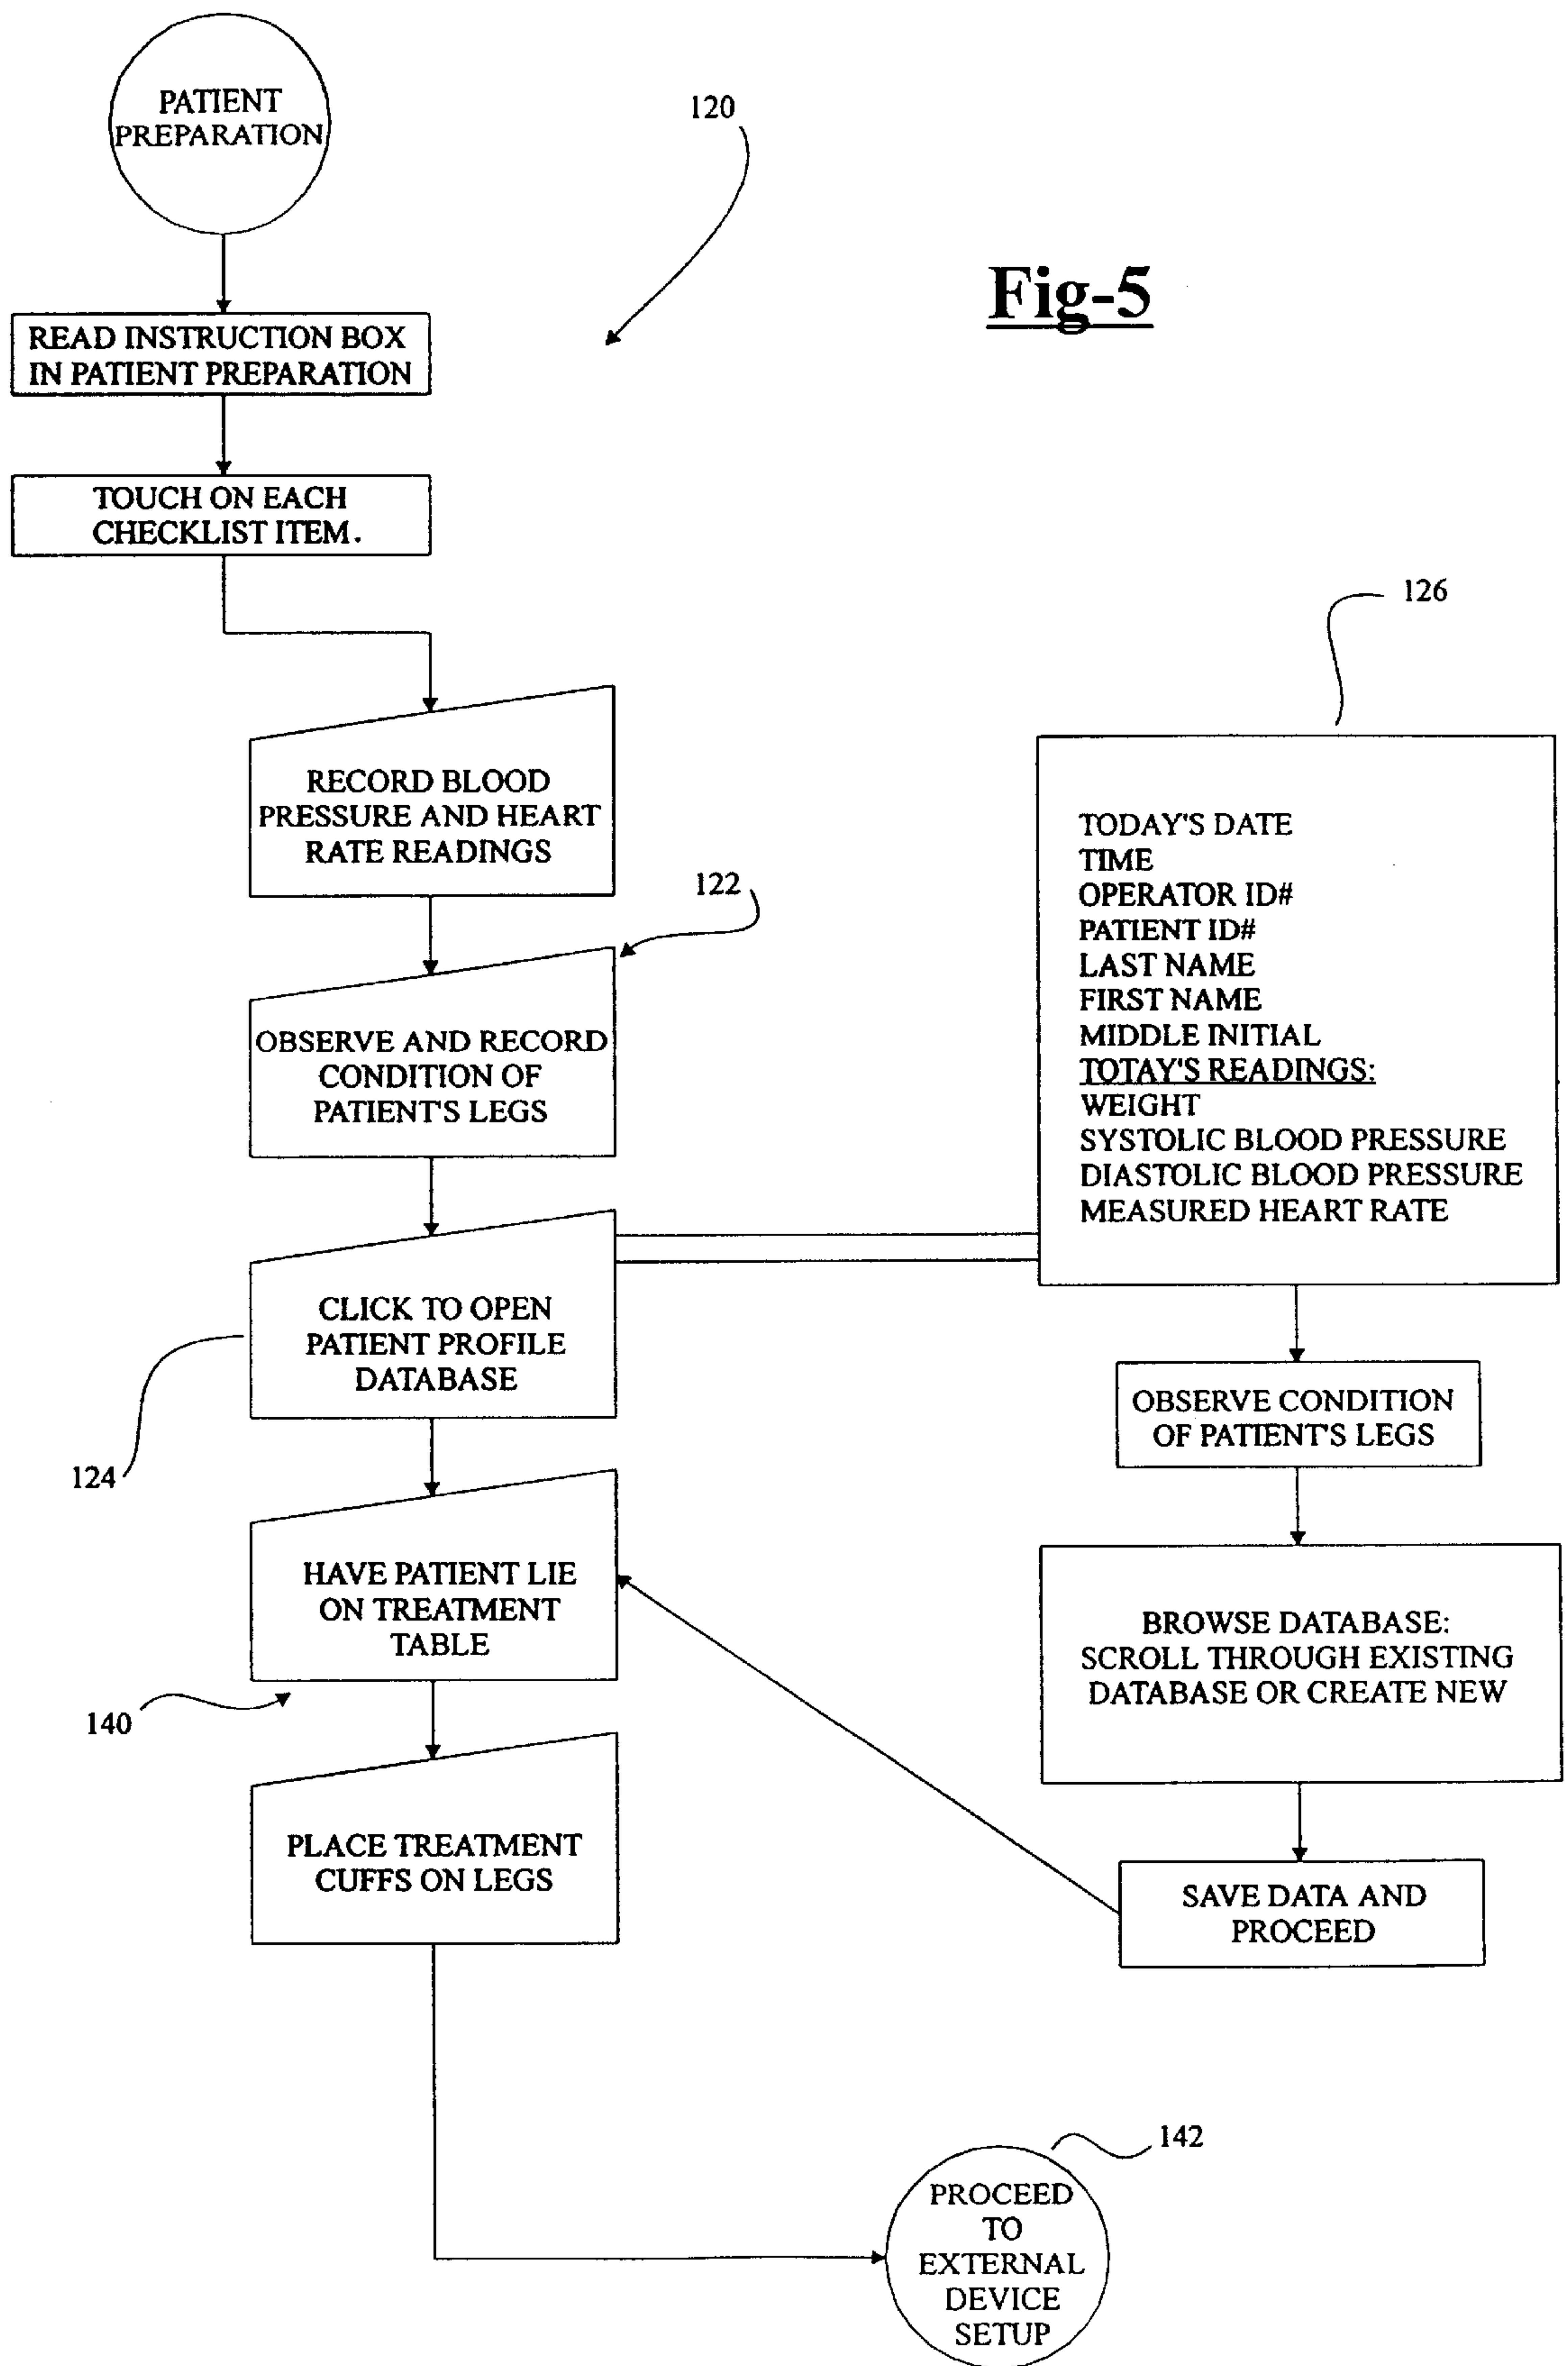 PATIENT
PREPARATION
120
Fig-5
READ INSTRUCTION BOX
IN PATIENT PREPARATION
TOUCH ON EACH
CHECKLIST ITEM.
RECORD BLOOD
PRESSURE AND HEART
RATE READINGS
122
OBSERVE AND RECORD
CONDITION OF
PATIENT'S LEGS
CLICK TO OPEN
PATIENT PROFILE
DATABASE
124
HAVE PATIENT LIE
ON TREATMENT
TABLE
140
PLACE TREATMENT
CUFFS ON LEGS
126
TODAY'S DATE
TIME
OPERATOR ID#
PATIENT ID#
LAST NAME
FIRST NAME
MIDDLE INITIAL
TOTAY'S READINGS:
WEIGHT
SYSTOLIC BLOOD PRESSURE
DIASTOLIC BLOOD PRESSURE
MEASURED HEART RATE
OBSERVE CONDITION
OF PATIENT'S LEGS
BROWSE DATABASE:
SCROLL THROUGH EXISTING
DATABASE OR CREATE NEW
SAVE DATA AND
PROCEED
142
PROCEED
TO
EXTERNAL
DEVICE
SETUP